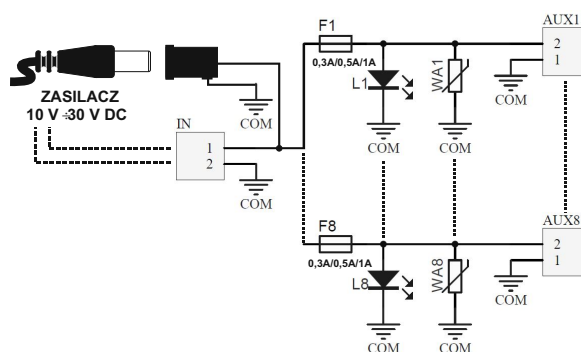 F1
0,3A/0,5A/1A
AUX1
2
1
L1
WA1
COM
COM
COM
COM
ZASILACZ
10 V ÷30 V DC
IN
1
2
COM
F8
0,3A/0,5A/1A
AUX8
2
1
L8
WA8
COM
COM
COM